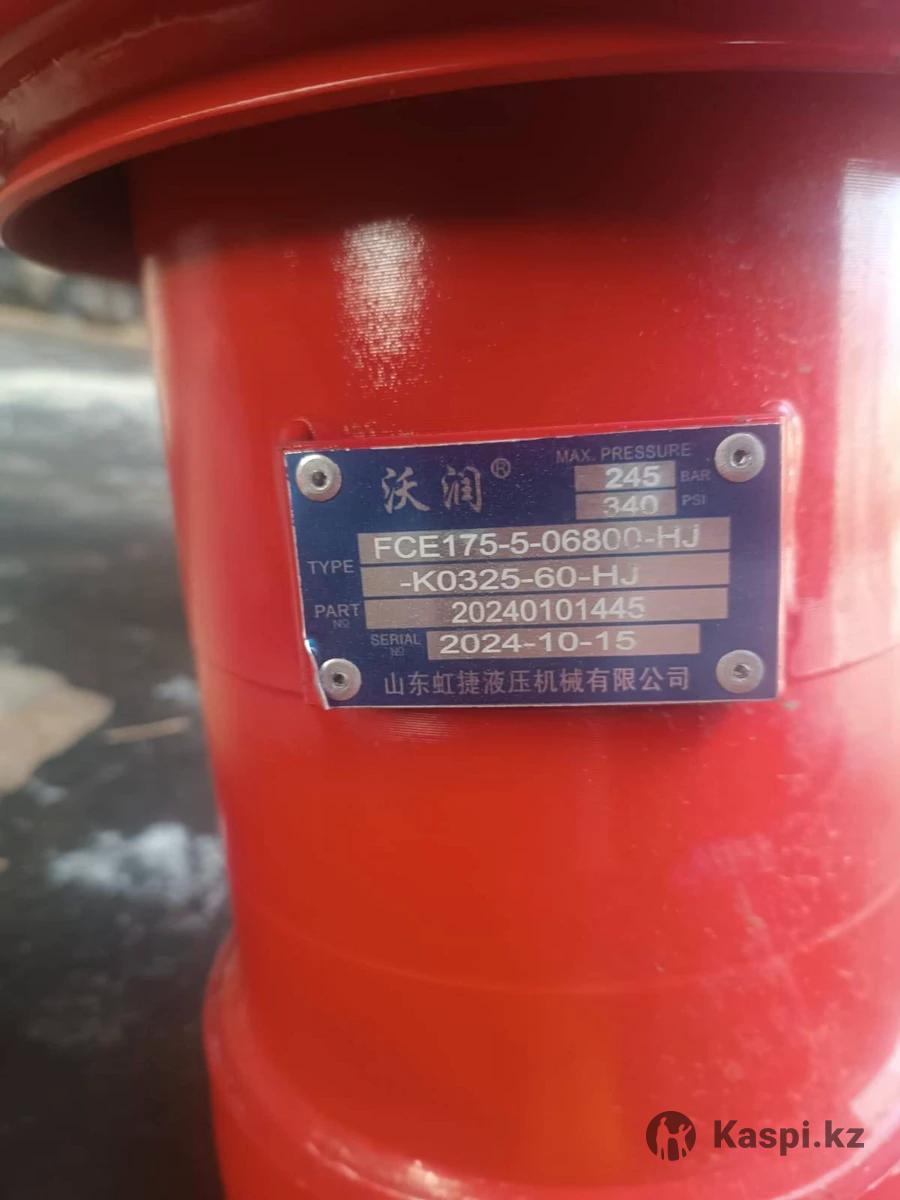 沃润®
MAX. PRESSURE
245 BAR
340 PSI
TYPE FCE175-5-06800-HJ
-K0325-60-HJ
PART NO 20240101445
SERIAL NO 2024-10-15
山东虹捷液压机械有限公司
Kaspi.kz